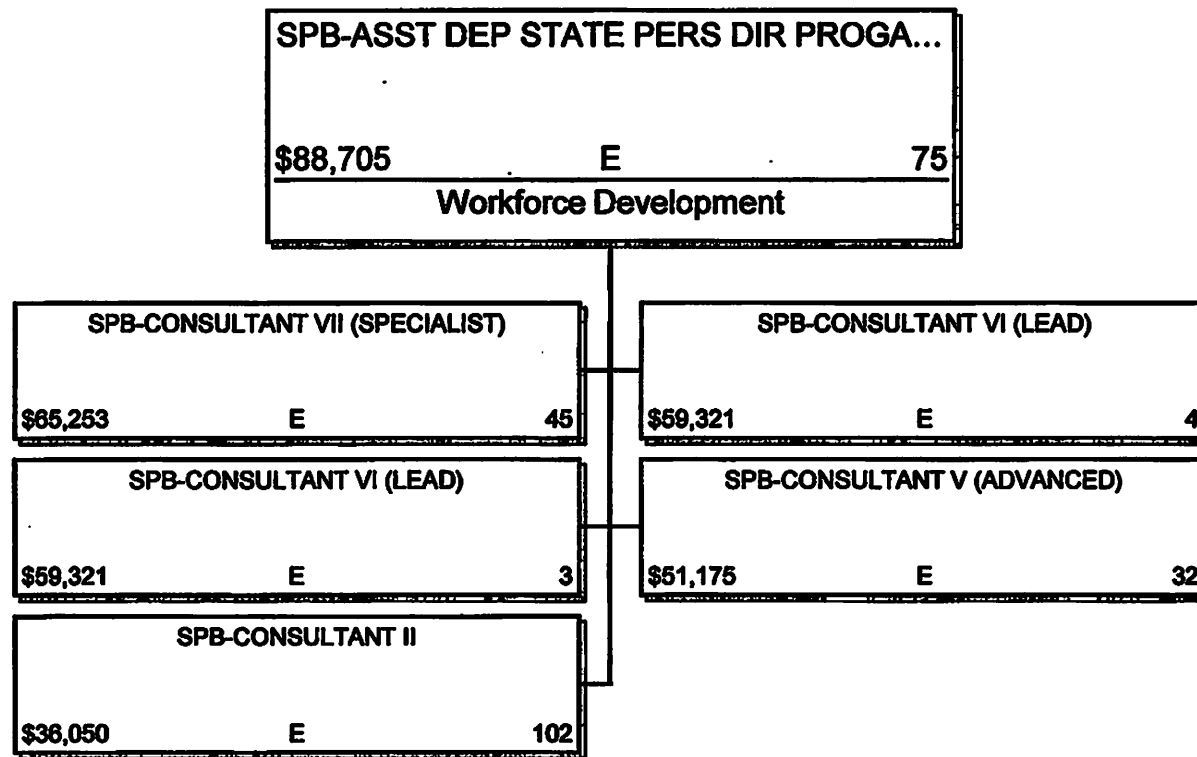 SPB-ASST DEP STATE PERS DIR PROGA...
$88,705 E 75
Workforce Development
SPB-CONSULTANT VII (SPECIALIST)
$65,253 E 45
SPB-CONSULTANT VI (LEAD)
$59,321 E 4
SPB-CONSULTANT VI (LEAD)
$59,321 E 3
SPB-CONSULTANT V (ADVANCED)
$51,175 E 32
SPB-CONSULTANT II
$36,050 E 102